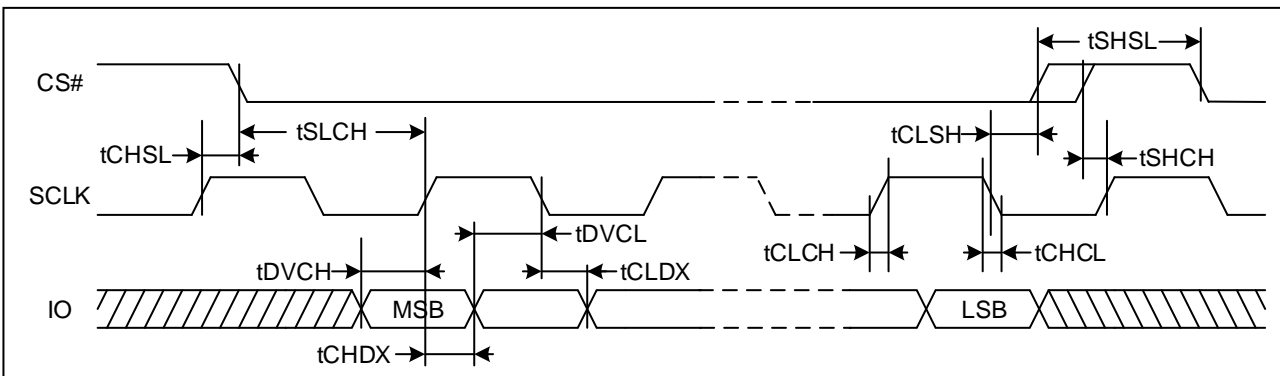 tSHSL
CS#
tSLCH
tCLSH
tCHSL
tSHCH
SCLK
tDVCL
tCLCH
tCHCL
tDVCH
tCLDX
IO
MSB
LSB
tCHDX